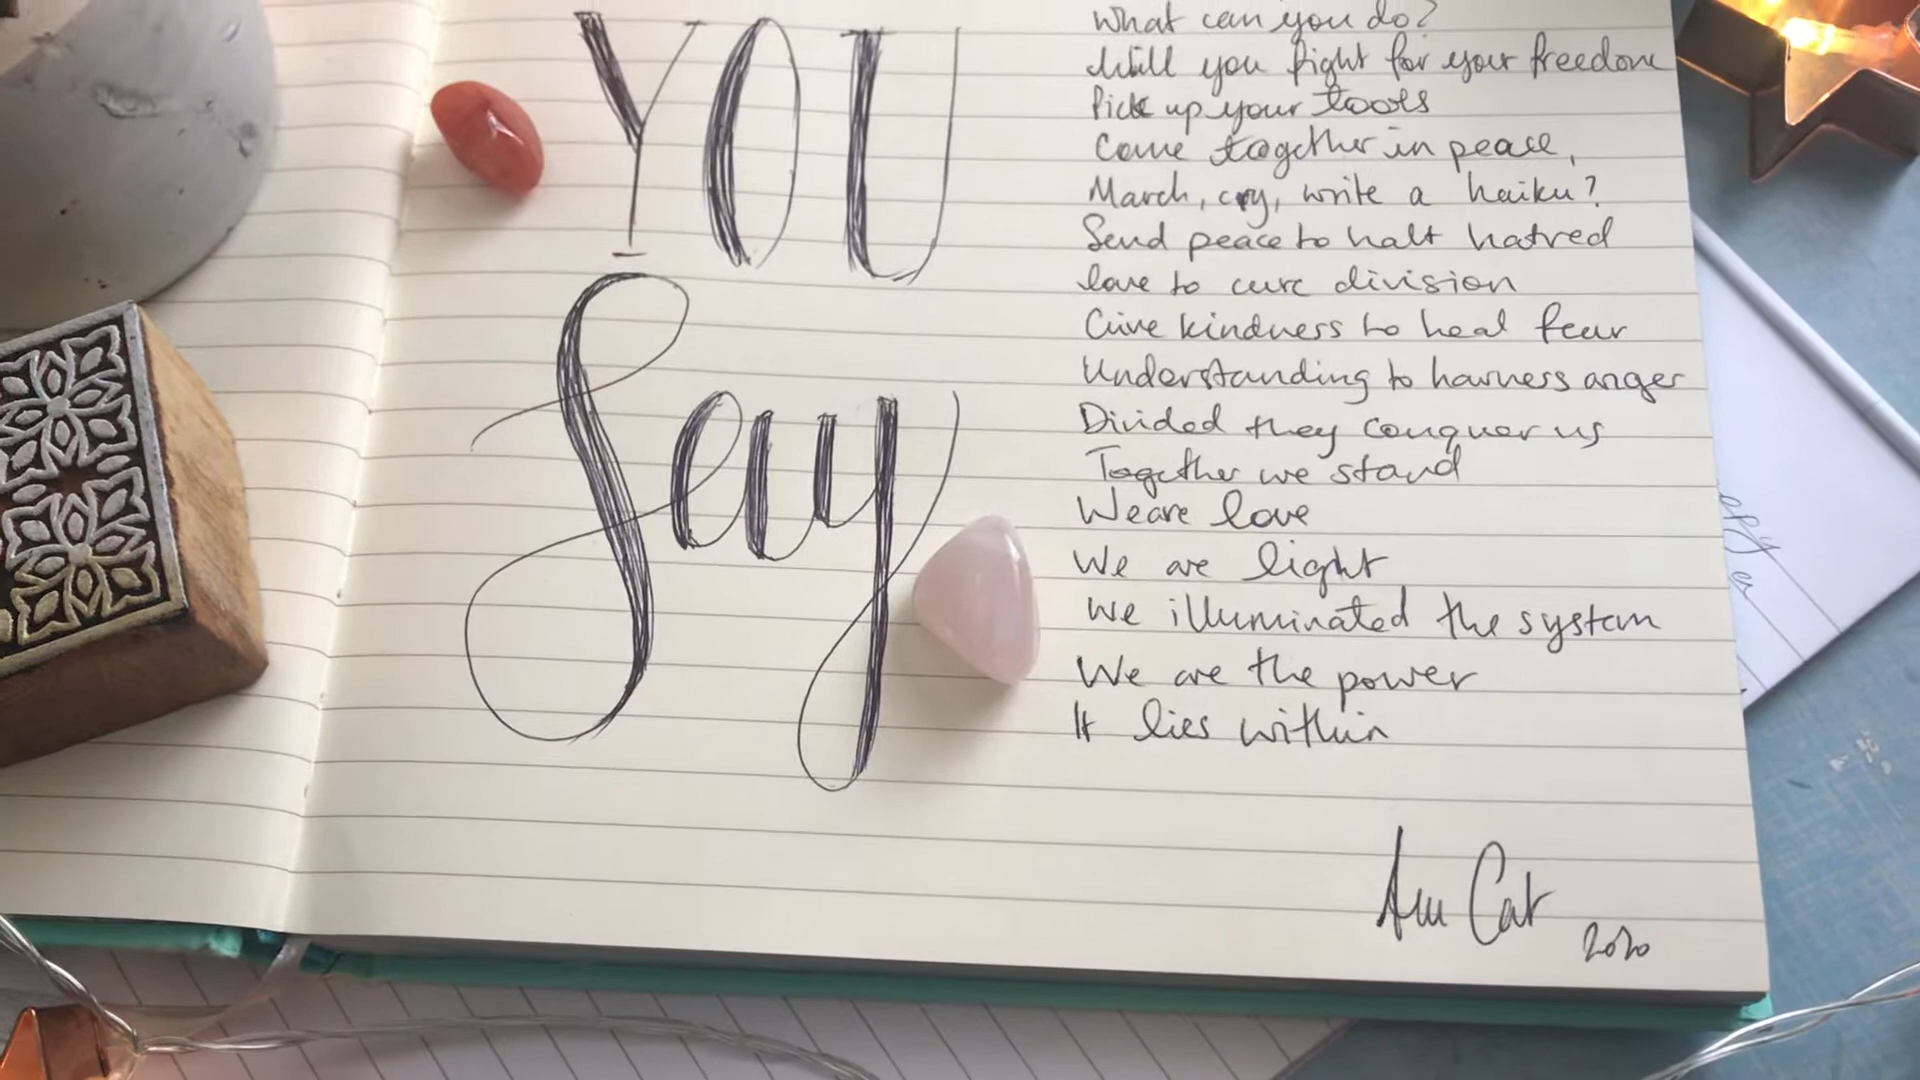 YOU
Say
What can you do?
Will you fight for your freedom
Pick up your tools
Come together in peace,
March, cry, write a haiku?
Send peace to halt hatred
love to cure division
Give kindness to heal fear
Understanding to harness anger
Divided they conquer us
Together we stand
We are love
We are light
We illuminated the system
We are the power
It lies within
Cat
2020